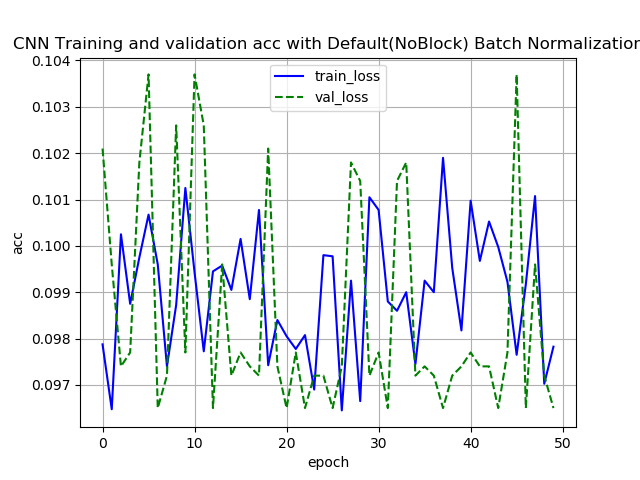 CNN Training and validation acc with Default(NoBlock) Batch Normalization
0.104
0.103
0.102
0.101
0.100
0.099
0.098
0.097
acc
train_loss
val_loss
0 10 20 30 40 50
epoch